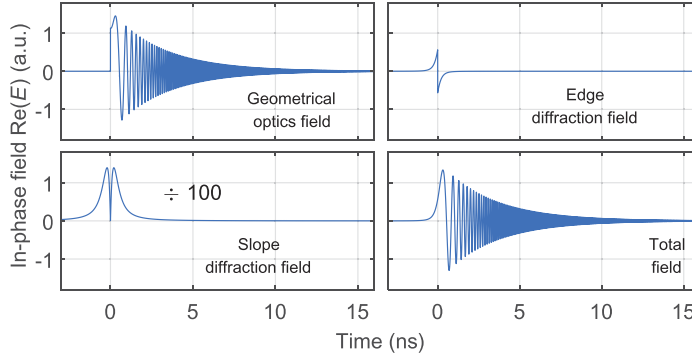 In-phase field Re(E) (a.u.)
1
0
-1
Geometrical
optics field
Edge
diffraction field
1
0
-1
÷ 100
Slope
diffraction field
Total
field
0 5 10 15
0 5 10 15
Time (ns)